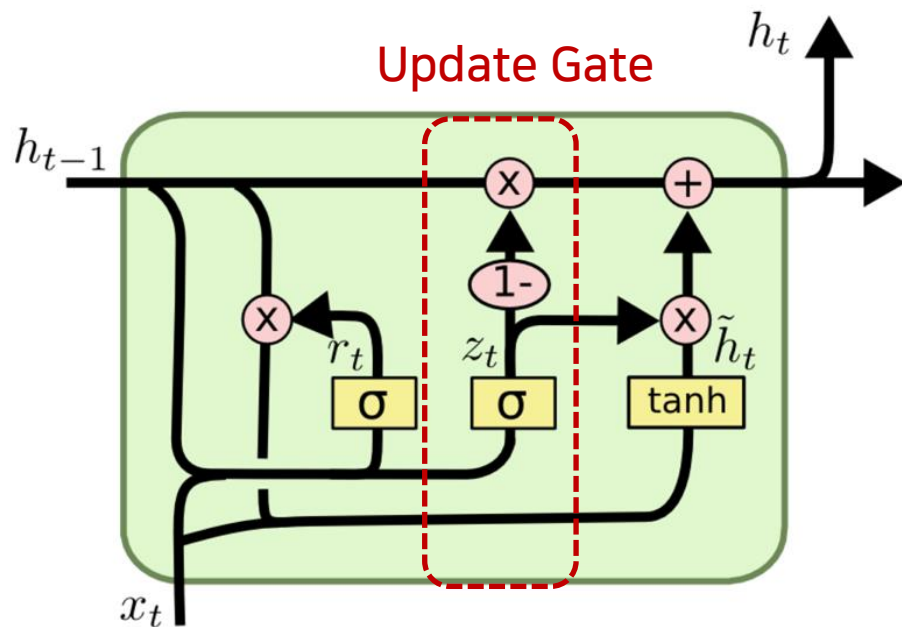 h_t
Update Gate
h_{t-1}
x
+
1-
x
r_t
z_t
x
h̃_t
σ
σ
tanh
x_t